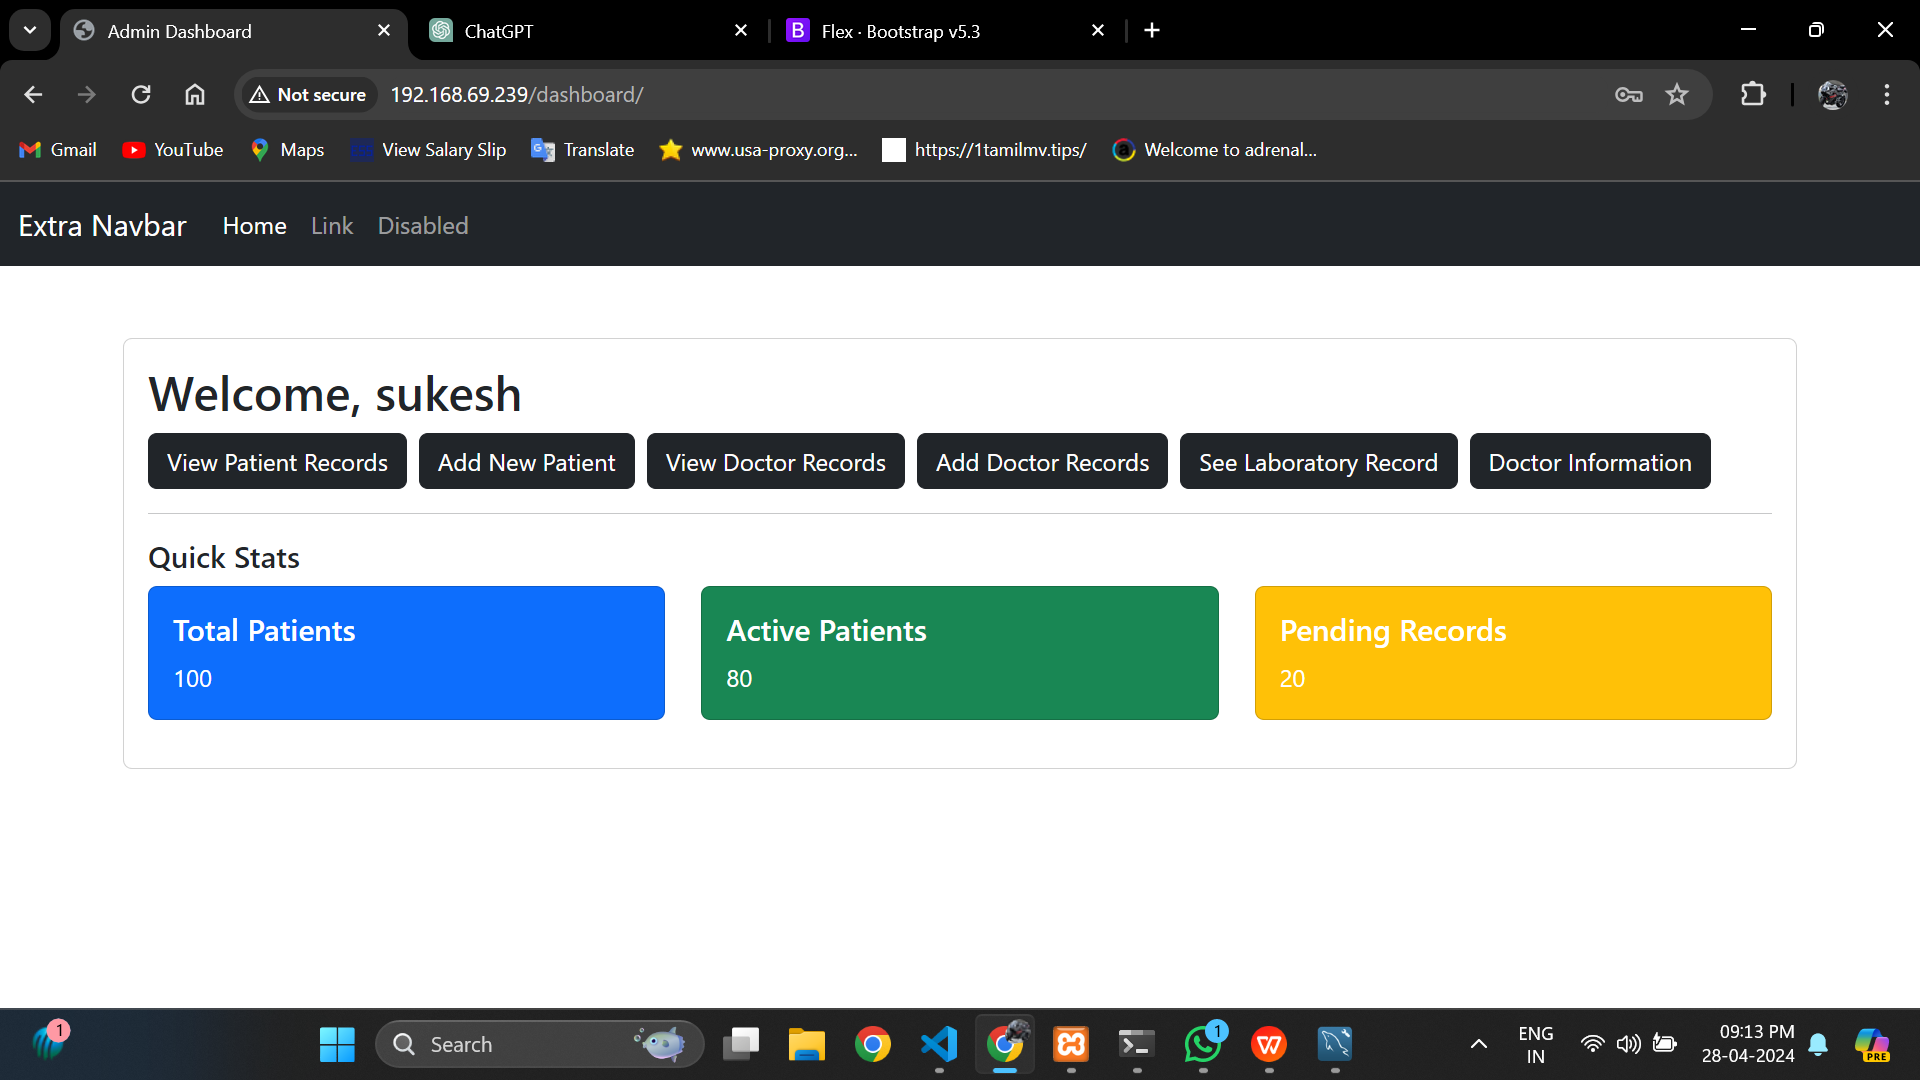 Admin Dashboard
ChatGPT
Flex · Bootstrap v5.3
Not secure
192.168.69.239/dashboard/
Gmail
YouTube
Maps
View Salary Slip
Translate
www.usa-proxy.org...
https://1tamilmv.tips/
Welcome to adrenal...
Extra Navbar
Home
Link
Disabled
Welcome, sukesh
View Patient Records
Add New Patient
View Doctor Records
Add Doctor Records
See Laboratory Record
Doctor Information
Quick Stats
Total Patients
100
Active Patients
80
Pending Records
20
1
Search
1
ENG
IN
09:13 PM
28-04-2024
PRE